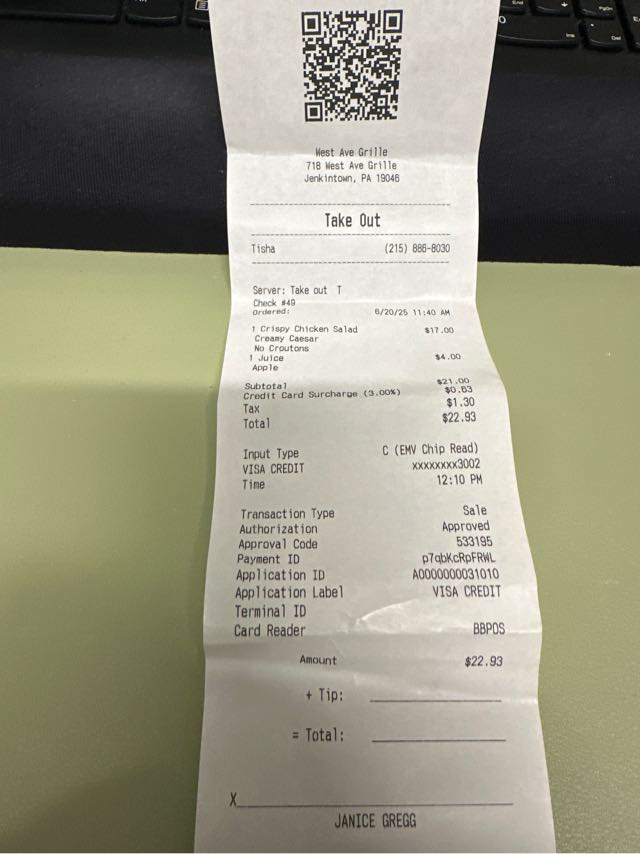 West Ave Grille
718 West Ave Grille
Jenkintown, PA 19046
Take Out
Tisha (215) 886-8030
Server: Take out T
Check #49
Ordered: 6/20/25 11:40 AM
1 Crispy Chicken Salad $17.00
Creamy Caesar
No Croutons
1 Juice $4.00
Apple
Subtotal $21.00
Credit Card Surcharge (3.00%) $0.63
Tax $1.30
Total $22.93
Input Type C (EMV Chip Read)
VISA CREDIT xxxxxxxx3002
Time 12:10 PM
Transaction Type Sale
Authorization Approved
Approval Code 533195
Payment ID p7qbKcRpFRWL
Application ID A0000000031010
Application Label VISA CREDIT
Terminal ID
Card Reader BBPOS
Amount $22.93
+ Tip:
= Total:
X
JANICE GREGG